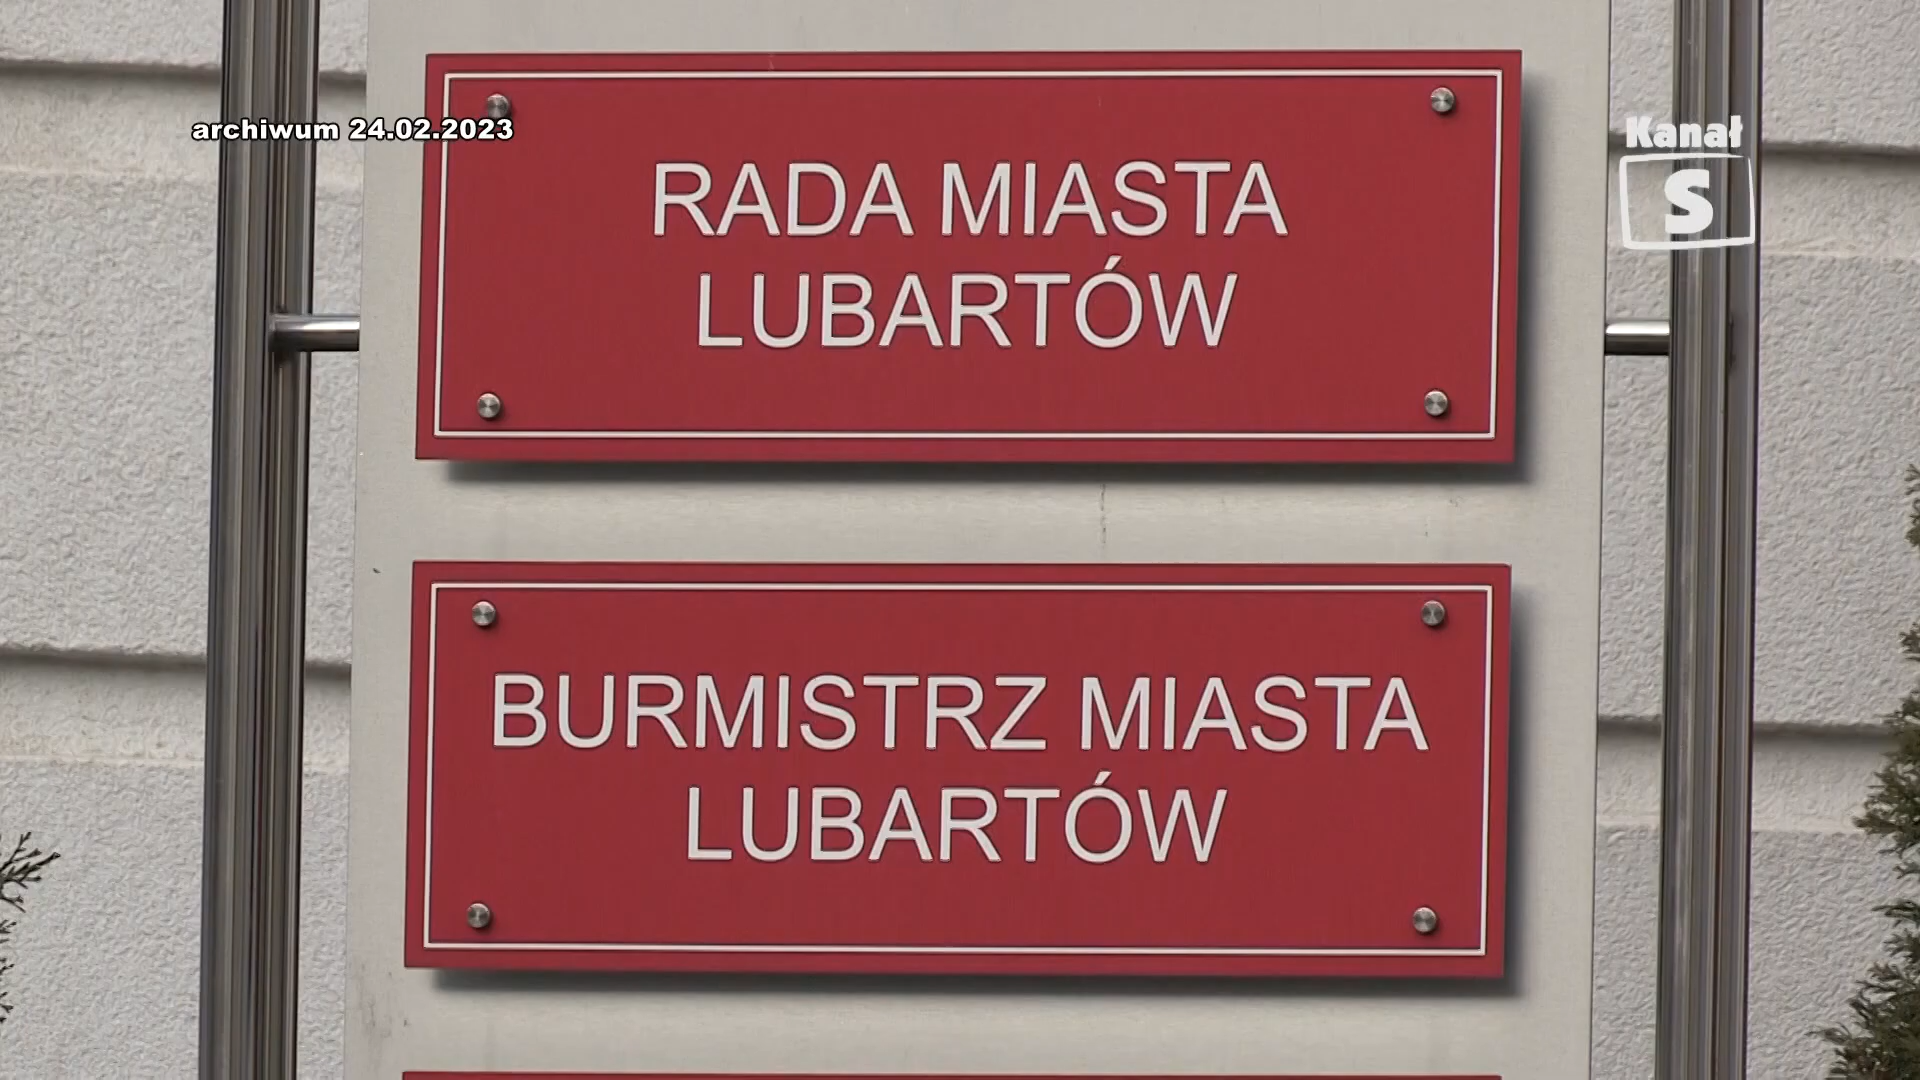 archiwum 24.02.2023
Kanał
S
RADA MIASTA
LUBARTÓW
BURMISTRZ MIASTA
LUBARTÓW